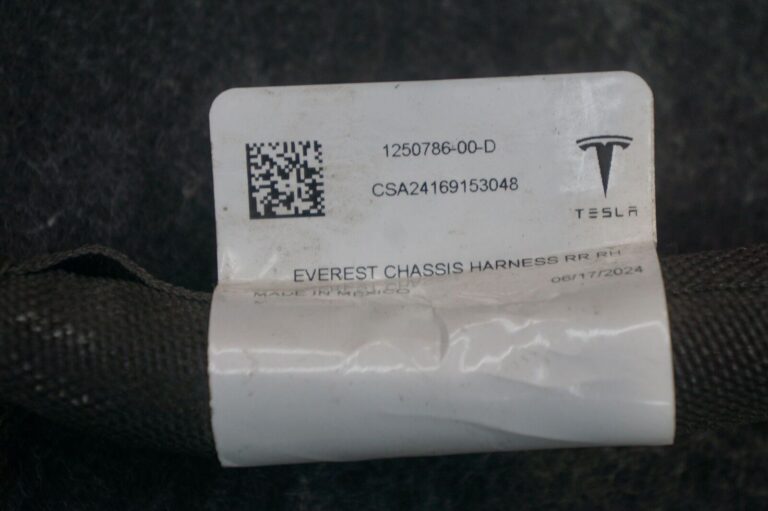 1250786-00-D
CSA24169153048
TESLA
EVEREST CHASSIS HARNESS RR RH
MADE IN MEXICO
06/17/2024